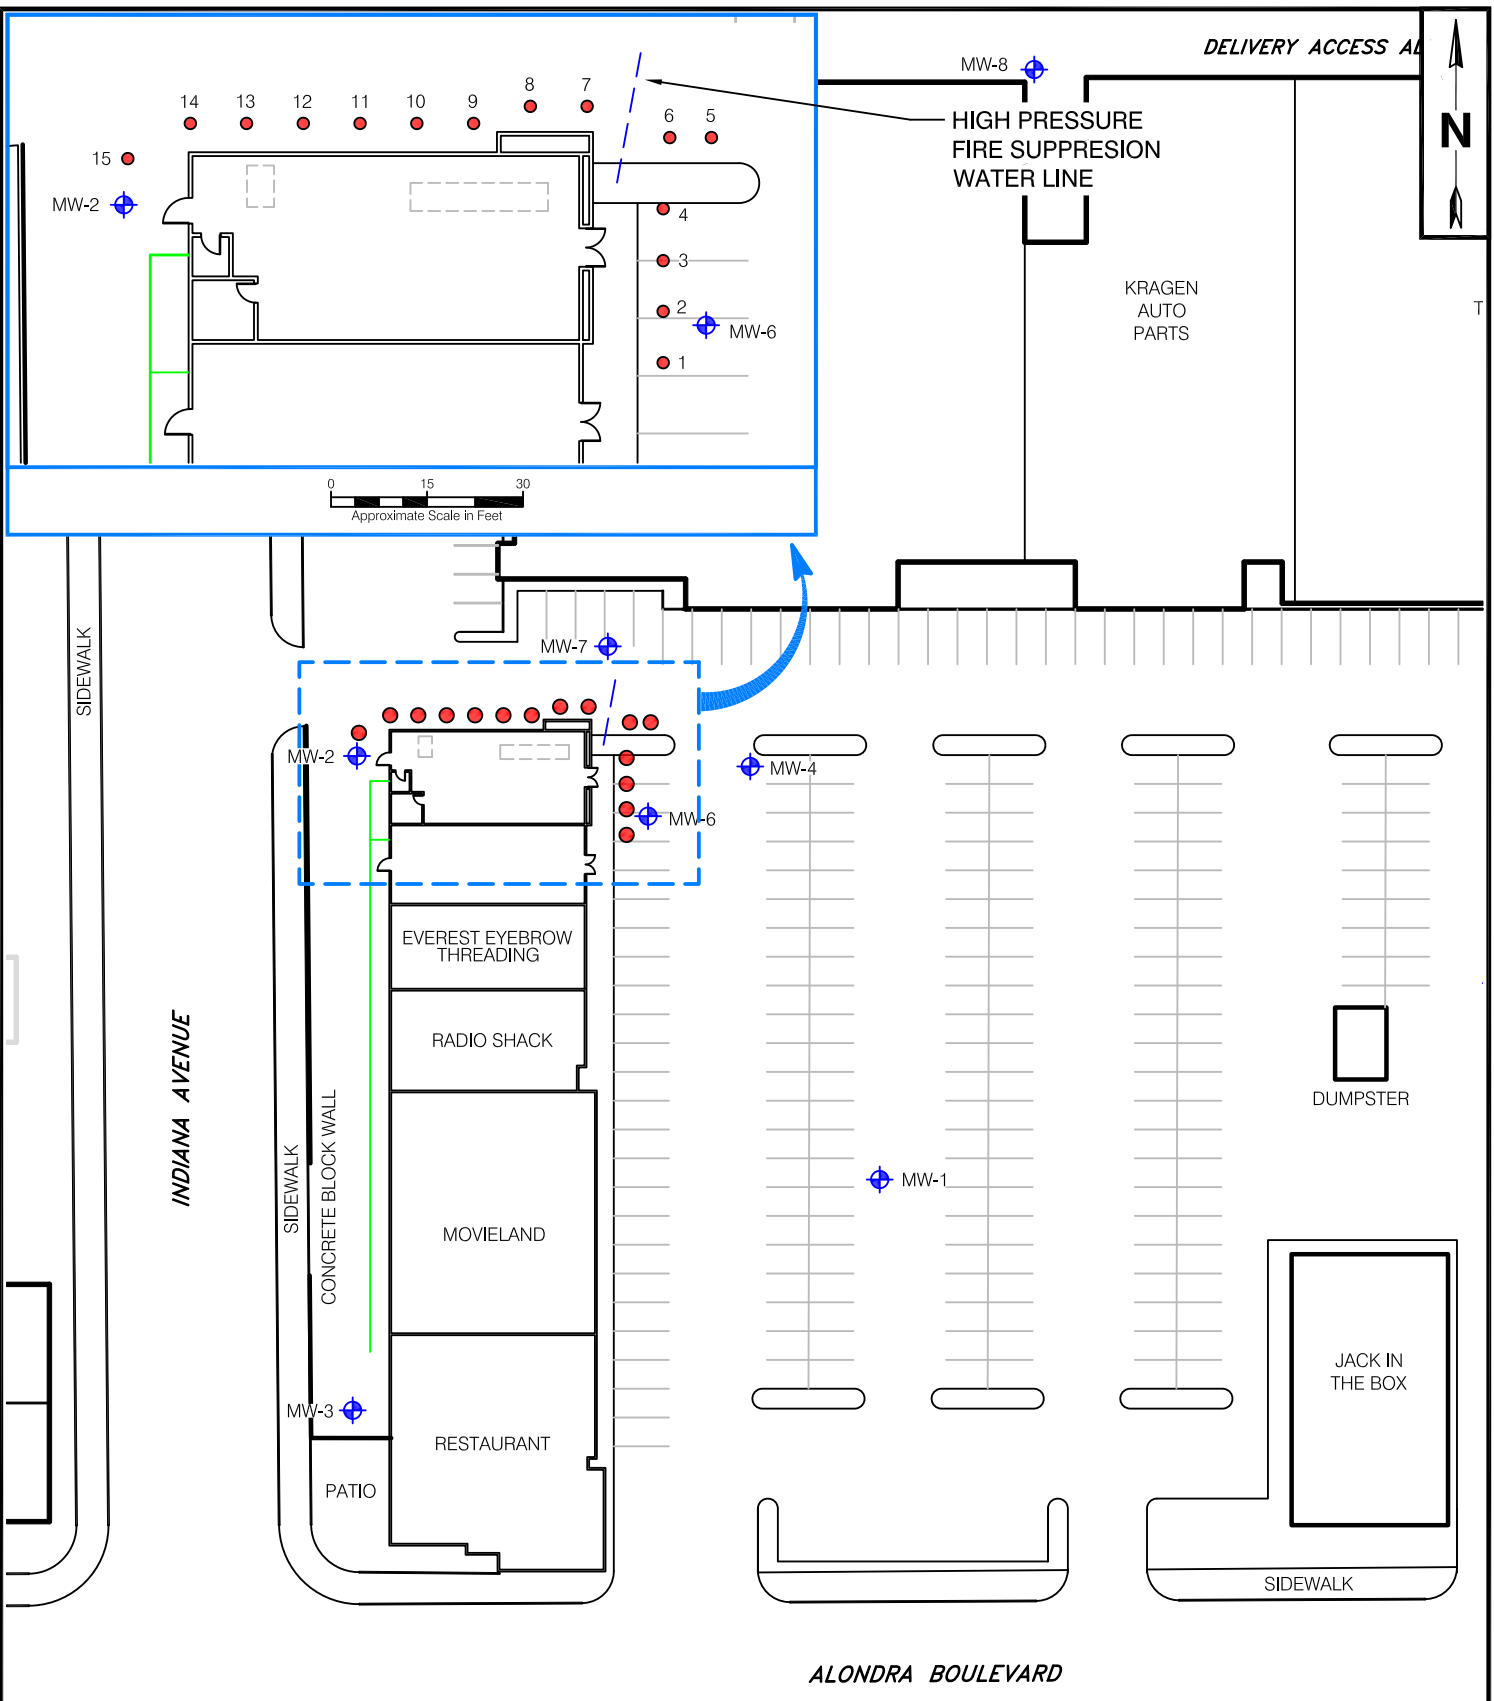 DELIVERY ACCESS AL
MW-8
N
HIGH PRESSURE
FIRE SUPPRESION
WATER LINE
8
7
14
13
12
11
10
9
6
5
15
MW-2
4
3
2
MW-6
1
KRAGEN
AUTO
PARTS
T
0
15
30
Approximate Scale in Feet
SIDEWALK
MW-7
MW-2
MW-4
MW-6
EVEREST EYEBROW
THREADING
RADIO SHACK
INDIANA AVENUE
DUMPSTER
SIDEWALK
CONCRETE BLOCK WALL
MW-1
MOVIELAND
JACK IN
THE BOX
MW-3
RESTAURANT
PATIO
SIDEWALK
ALONDRA BOULEVARD